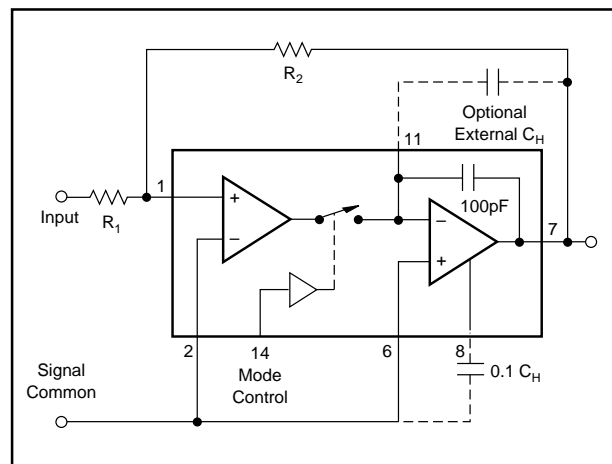 R2
Optional
External CH
11
1
+
−
100pF
−
+
7
Input
R1
2
14
6
8
Signal
Common
Mode
Control
0.1 CH